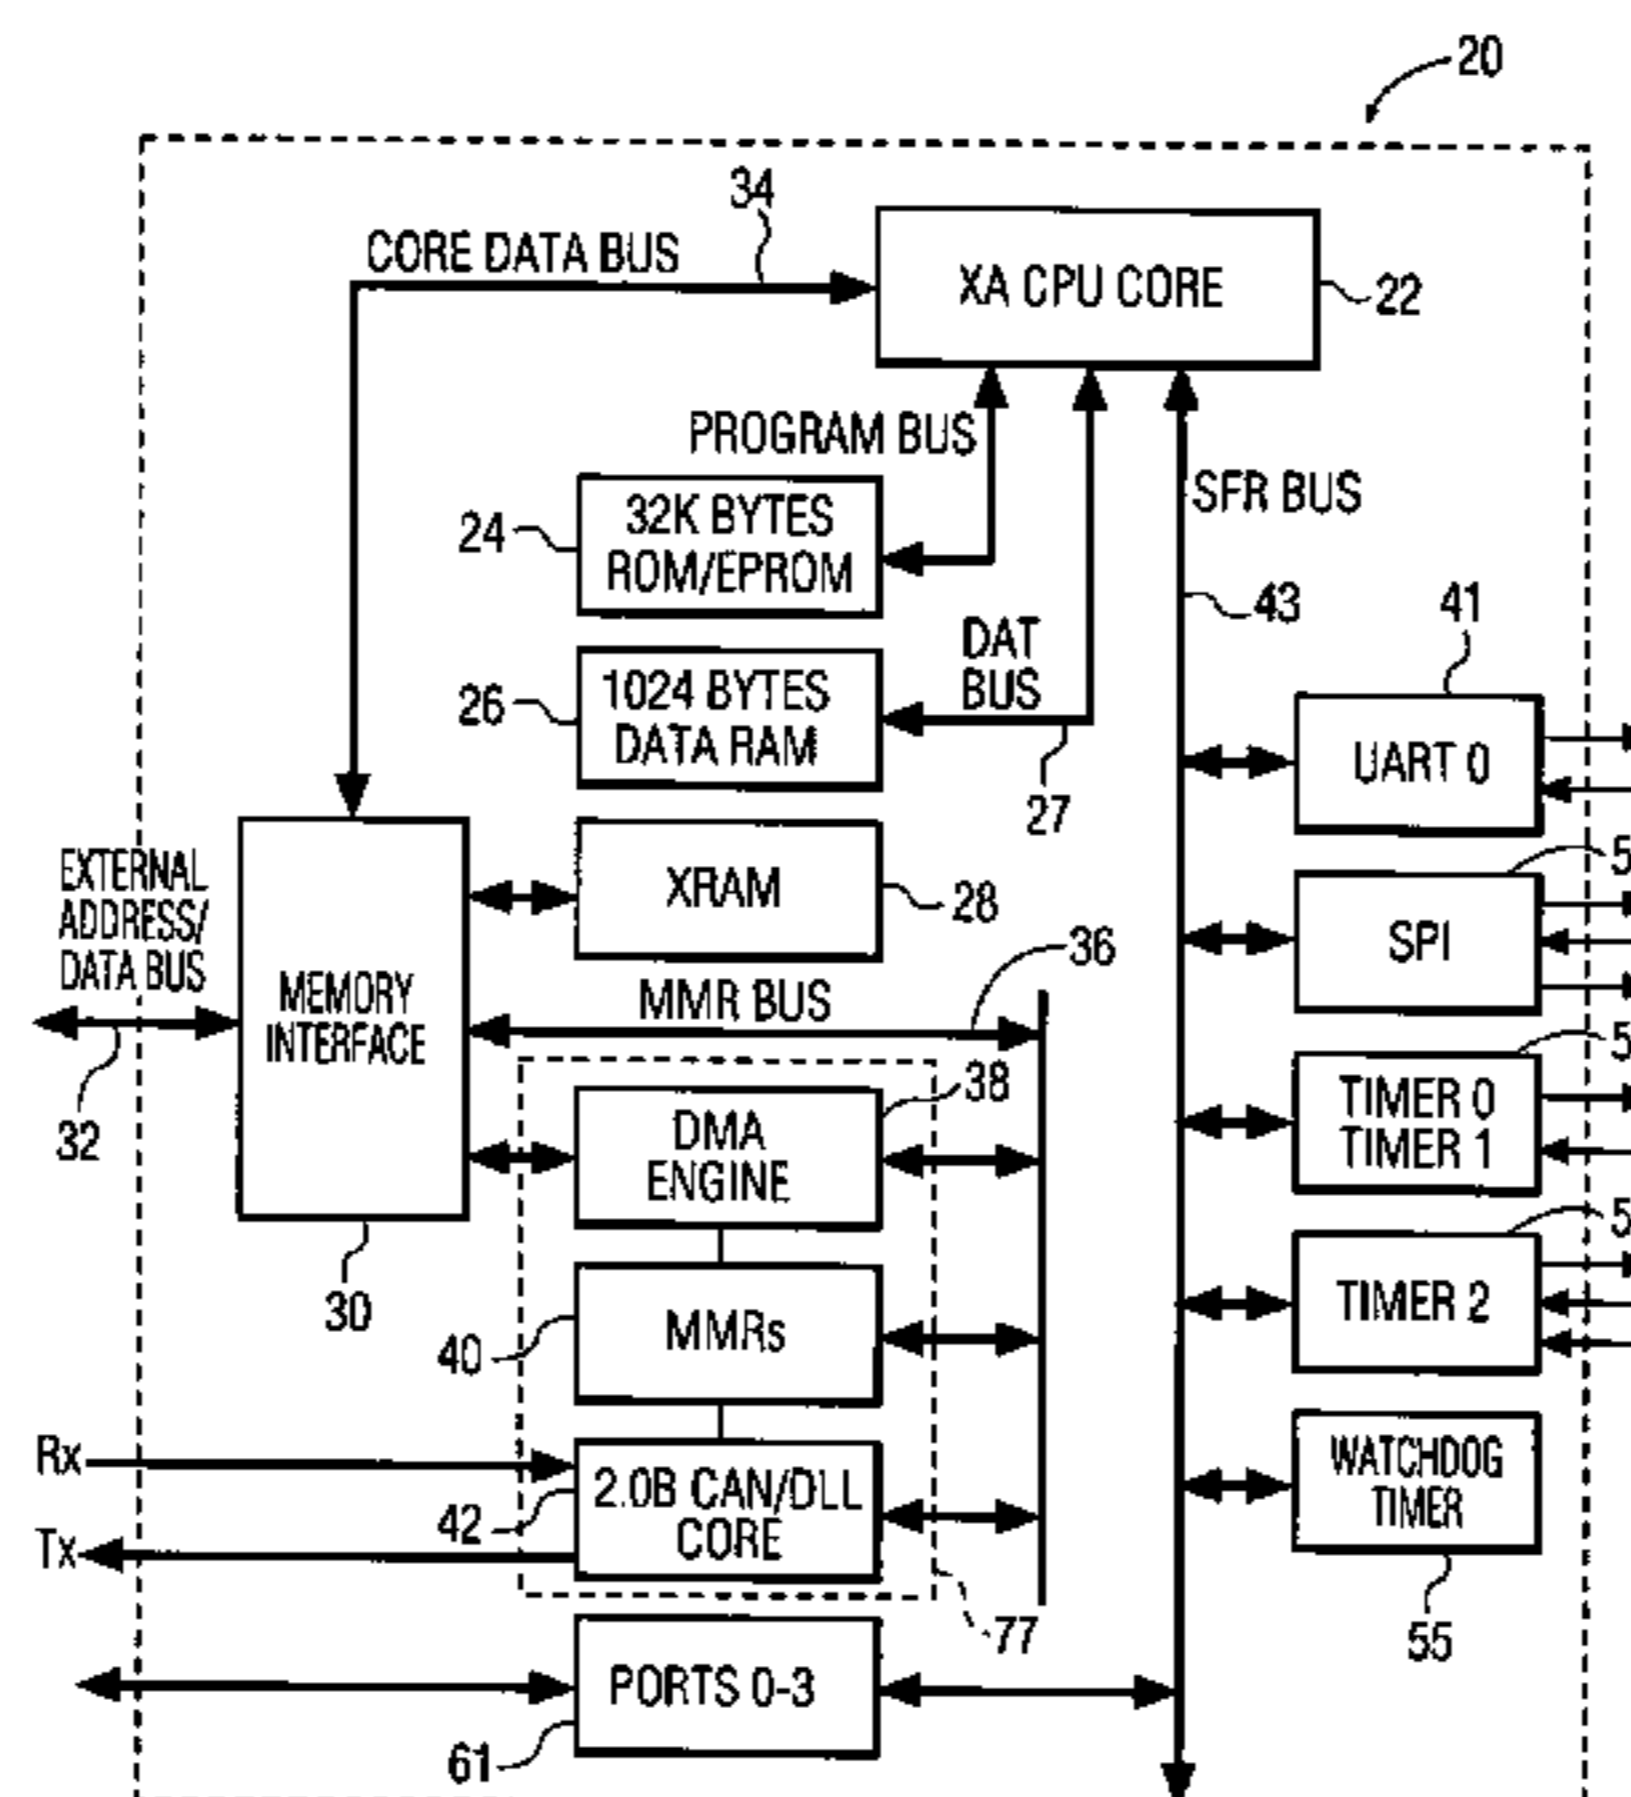 20
34
CORE DATA BUS
XA CPU CORE
22
PROGRAM BUS
SFR BUS
24
32K BYTES
ROM/EPROM
43
41
DAT
BUS
26
1024 BYTES
DATA RAM
27
UART 0
EXTERNAL
ADDRESS/
DATA BUS
XRAM
28
5
SPI
MEMORY
INTERFACE
MMR BUS
36
32
38
DMA
ENGINE
5
TIMER 0
TIMER 1
30
40
MMRs
5
TIMER 2
Rx
42
2.0B CAN/DLL
CORE
Tx
WATCHDOG
TIMER
77
55
PORTS 0-3
61